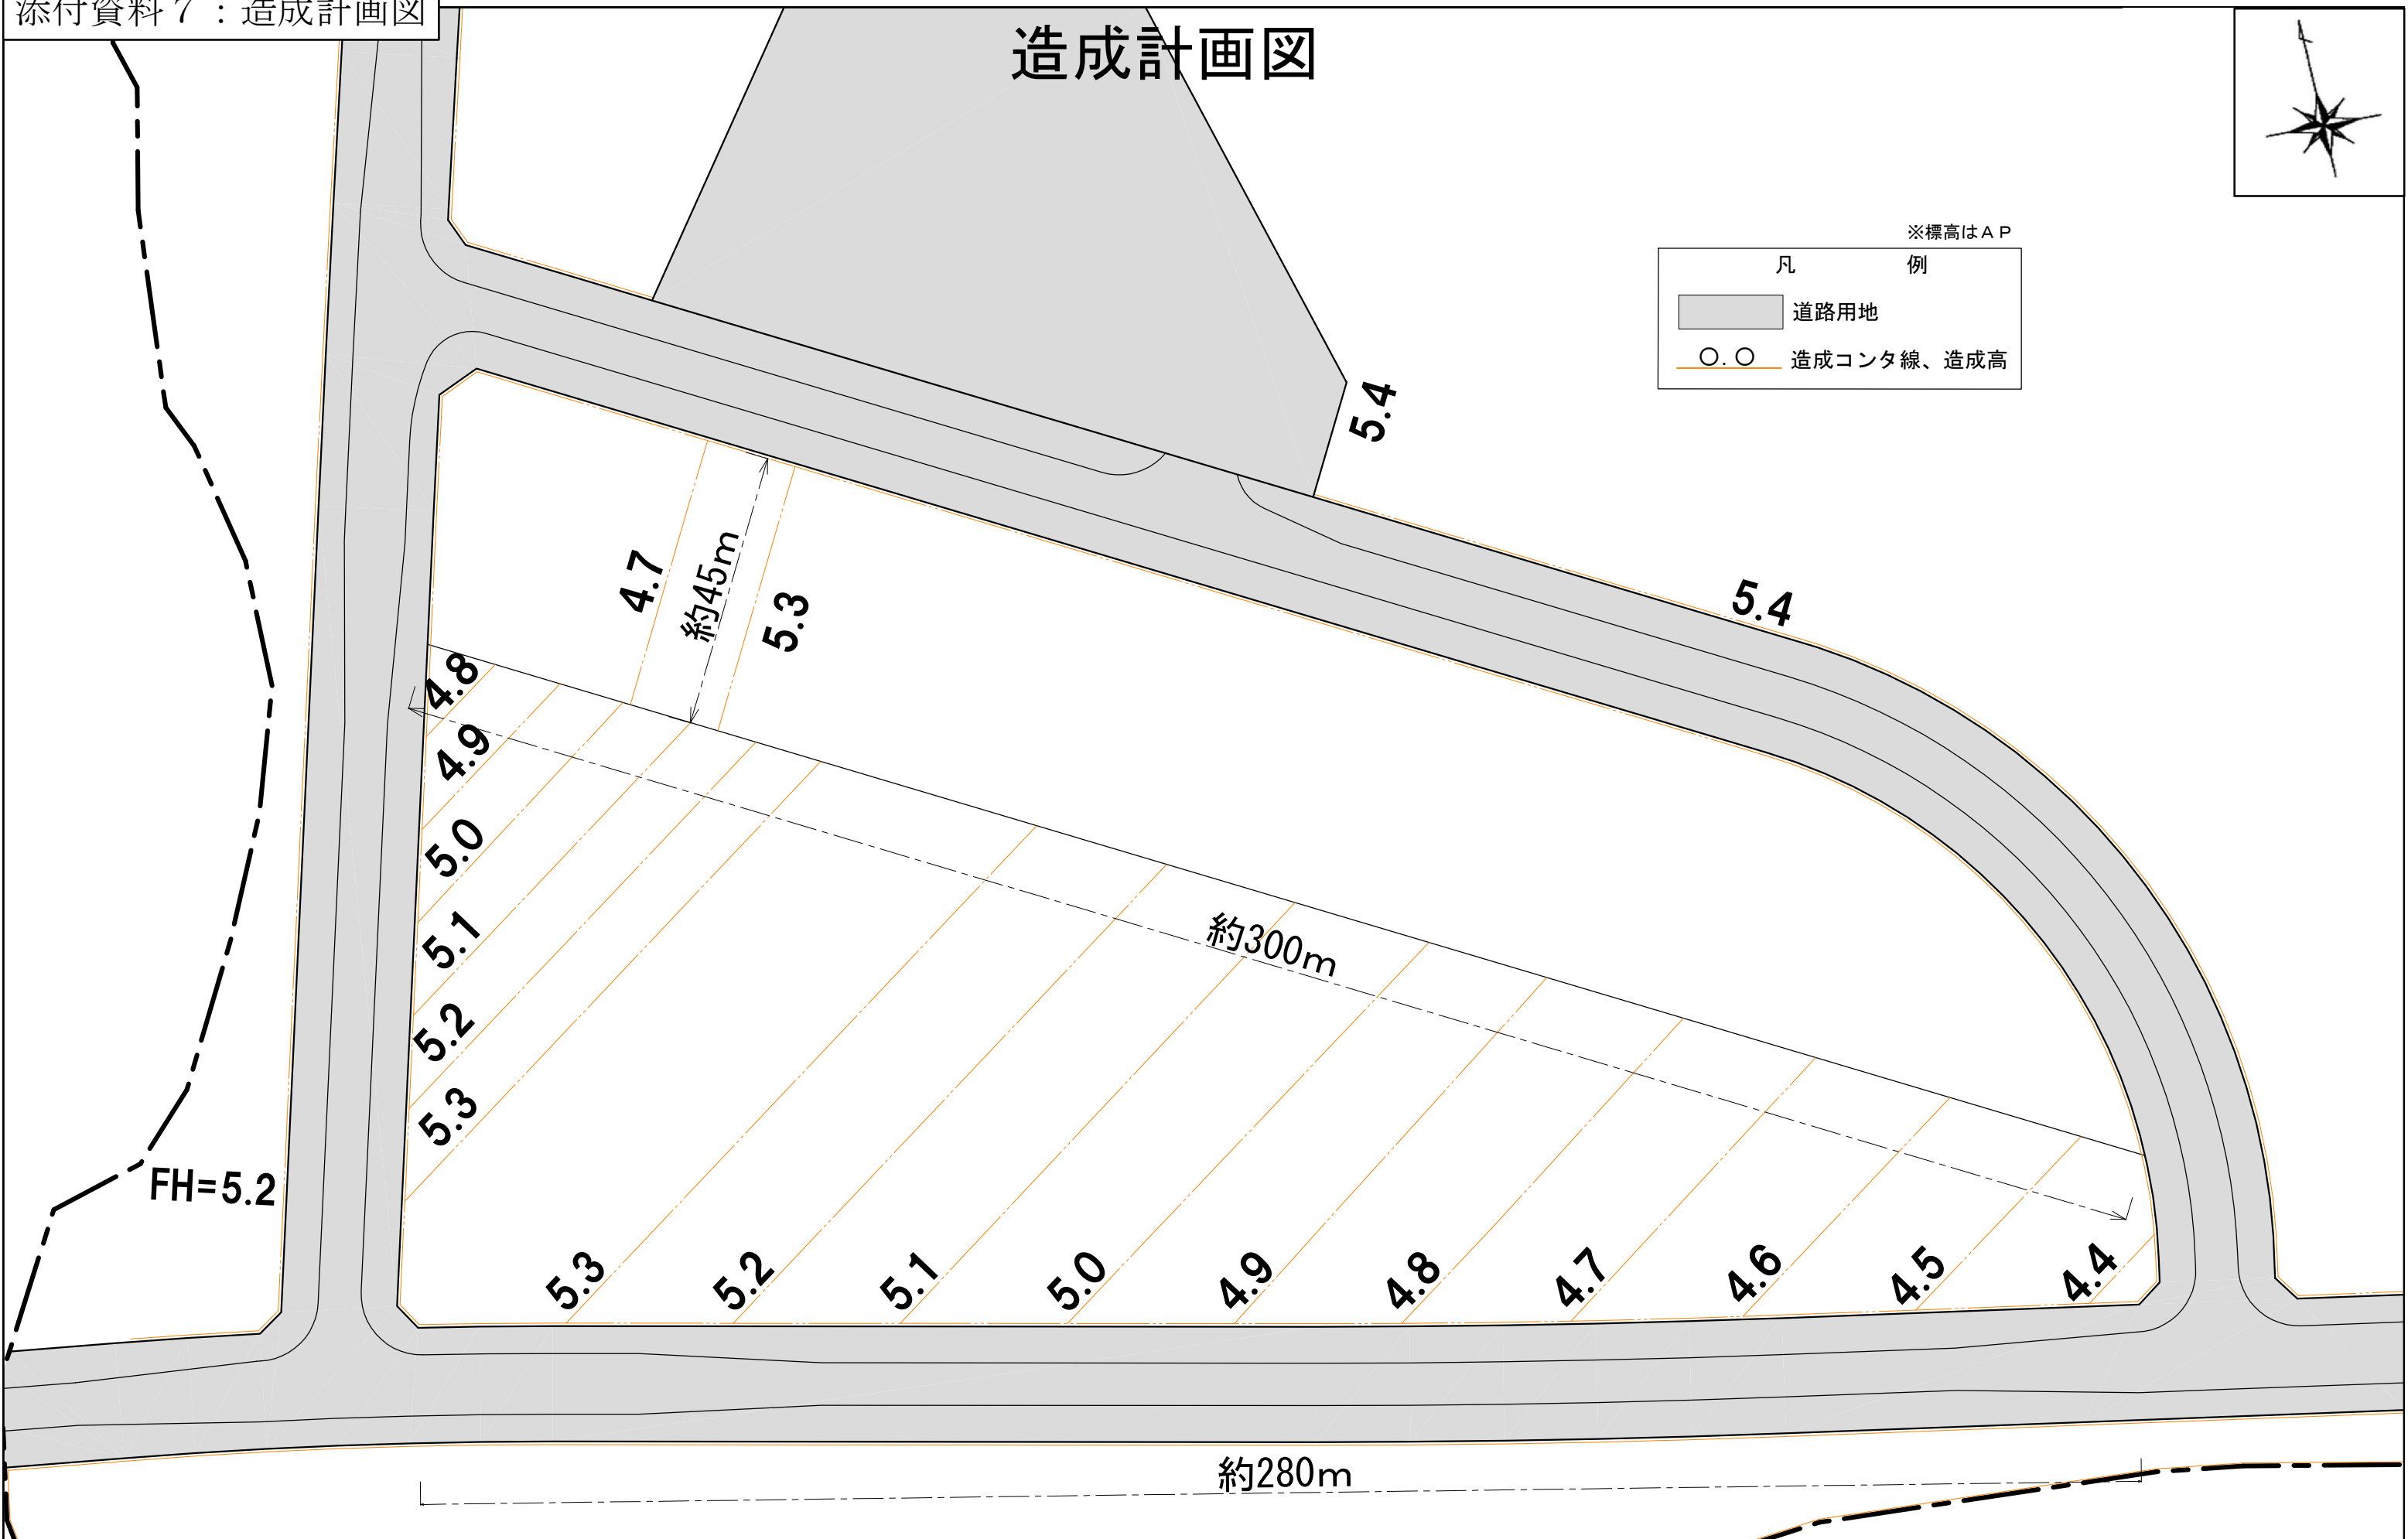 添付資料７：造成計画図
造成計画図
※標高はＡＰ
凡 例
道路用地
〇.〇 造成コンタ線、造成高
5.4
5.4
4.7
約45m
5.3
4.8
4.9
5.0
5.1
5.2
5.3
約300m
FH=5.2
5.3
5.2
5.1
5.0
4.9
4.8
4.7
4.6
4.5
4.4
約280m